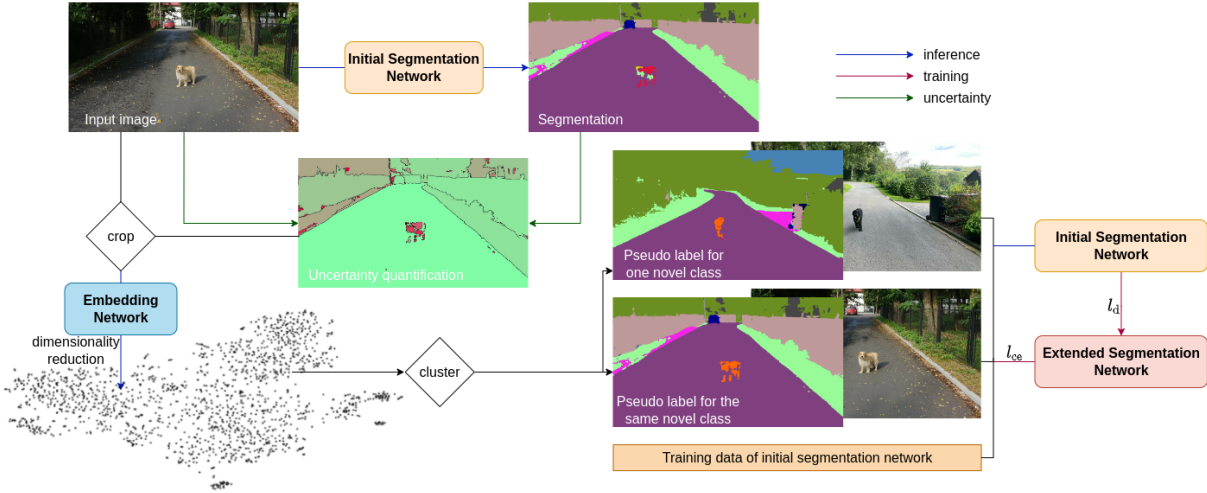 Input image
Initial Segmentation
Network
Segmentation
inference
training
uncertainty
crop
Uncertainty quantification
Embedding
Network
dimensionality
reduction
cluster
Pseudo label for
one novel class
Pseudo label for the
same novel class
Training data of initial segmentation network
Initial Segmentation
Network
l_d
l_ce
Extended Segmentation
Network